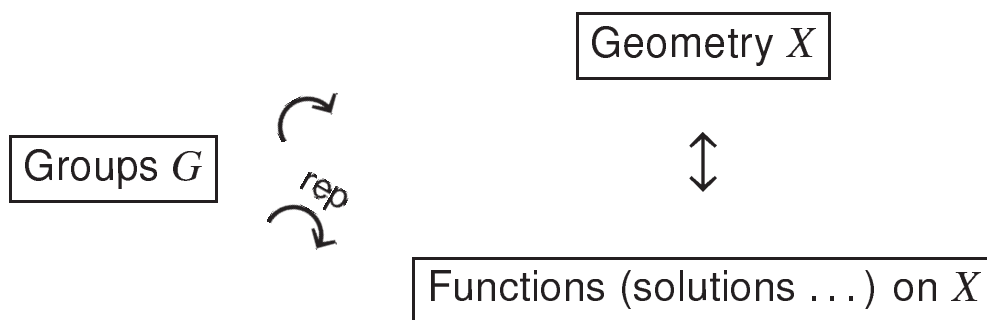 Geometry X
Groups G
rep
Functions (solutions ...) on X